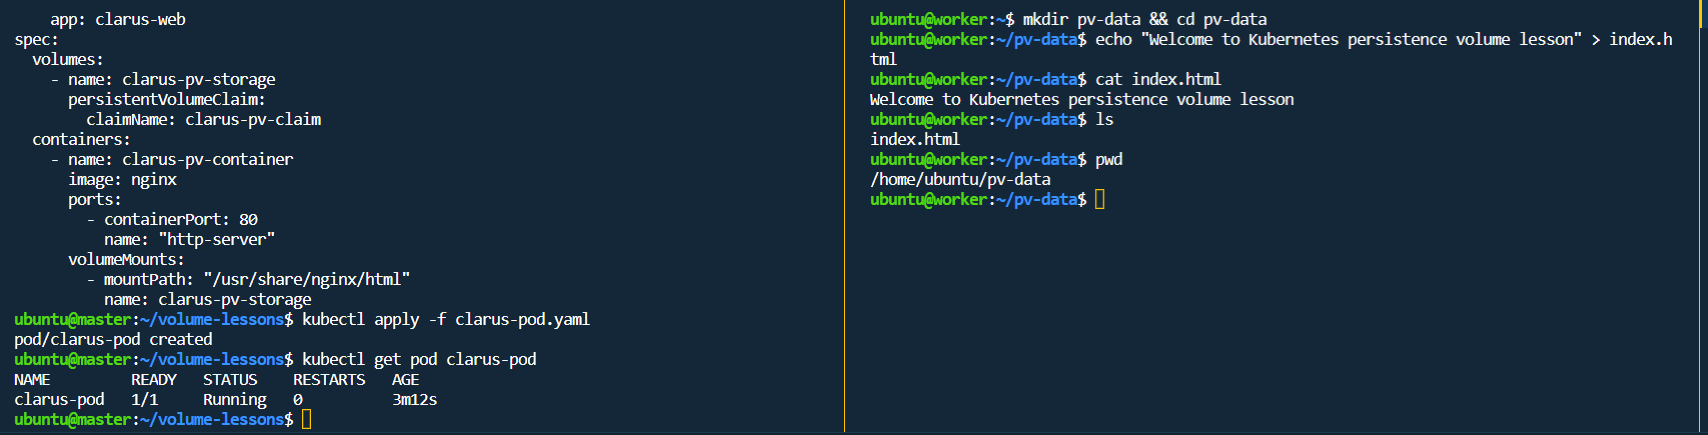 app: clarus-web
spec:
  volumes:
    - name: clarus-pv-storage
      persistentVolumeClaim:
        claimName: clarus-pv-claim
  containers:
    - name: clarus-pv-container
      image: nginx
      ports:
        - containerPort: 80
          name: "http-server"
      volumeMounts:
        - mountPath: "/usr/share/nginx/html"
          name: clarus-pv-storage
ubuntu@master:~/volume-lessons$ kubectl apply -f clarus-pod.yaml
pod/clarus-pod created
ubuntu@master:~/volume-lessons$ kubectl get pod clarus-pod
NAME         READY   STATUS    RESTARTS   AGE
clarus-pod   1/1     Running   0          3m12s
ubuntu@master:~/volume-lessons$
ubuntu@worker:~$ mkdir pv-data && cd pv-data
ubuntu@worker:~/pv-data$ echo "Welcome to Kubernetes persistence volume lesson" > index.h
tml
ubuntu@worker:~/pv-data$ cat index.html
Welcome to Kubernetes persistence volume lesson
ubuntu@worker:~/pv-data$ ls
index.html
ubuntu@worker:~/pv-data$ pwd
/home/ubuntu/pv-data
ubuntu@worker:~/pv-data$